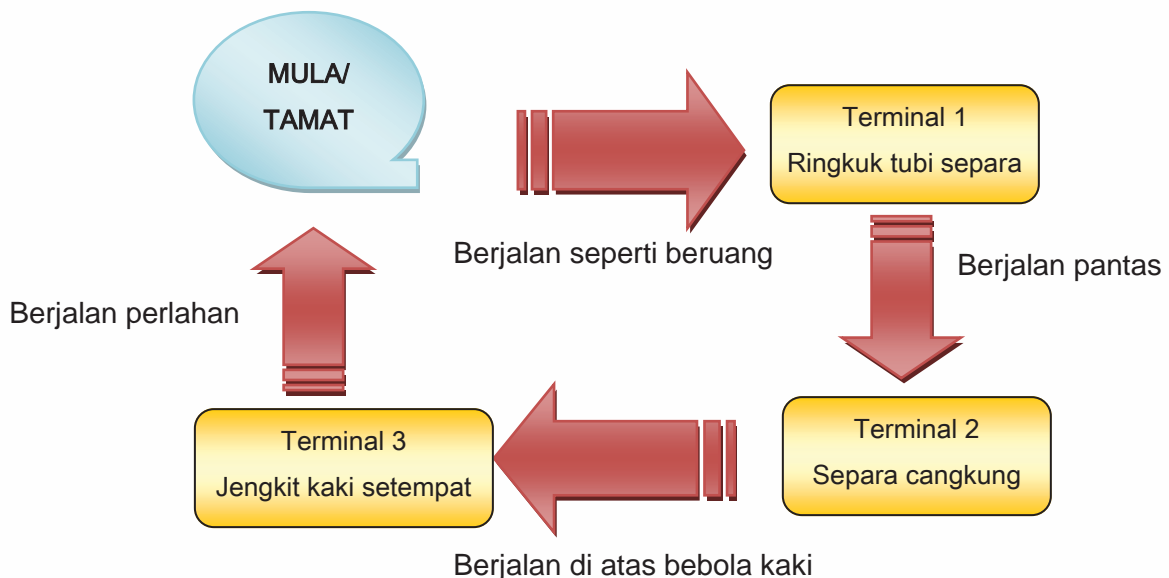 MULA/
TAMAT
Terminal 1
Ringkuk tubi separa
Berjalan seperti beruang
Berjalan pantas
Berjalan perlahan
Terminal 2
Separa cangkung
Terminal 3
Jengkit kaki setempat
Berjalan di atas bebola kaki